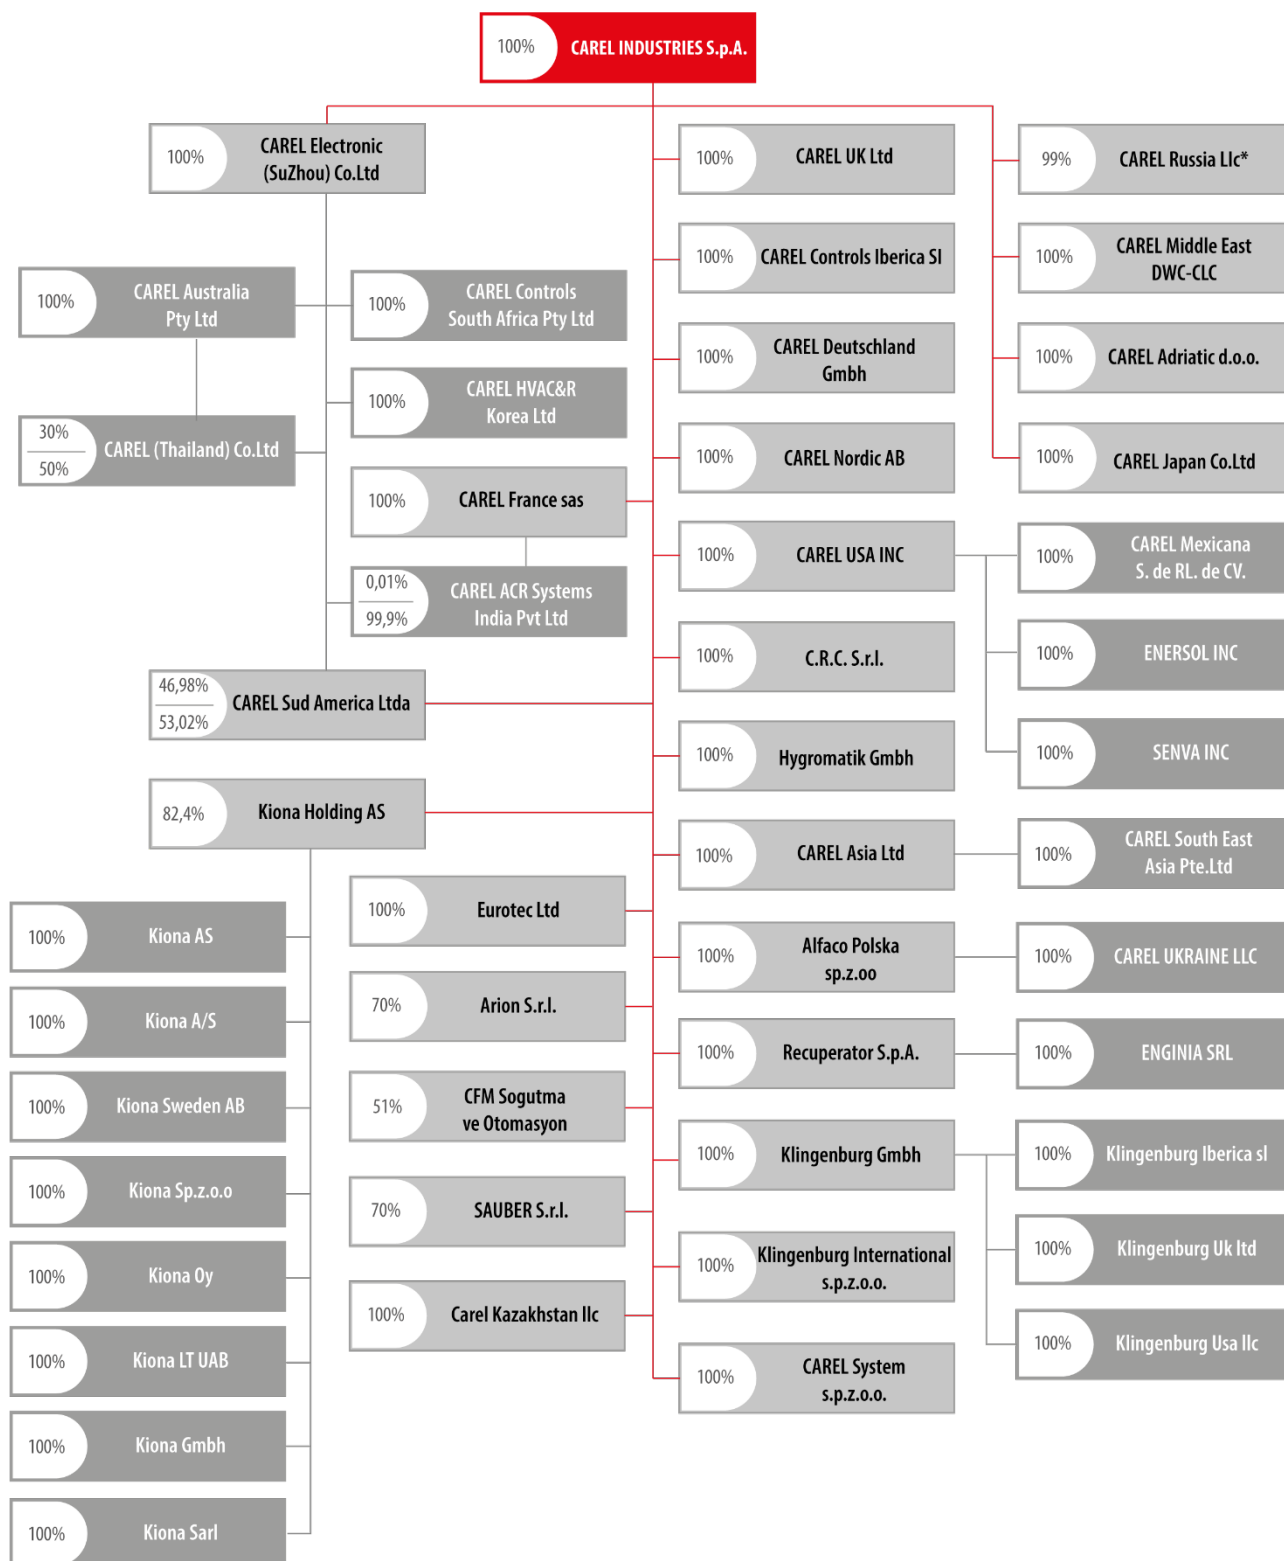 100%
CAREL INDUSTRIES S.p.A.
100%
CAREL Electronic
(SuZhou) Co.Ltd
100%
CAREL Australia
Pty Ltd
100%
CAREL Controls
South Africa Pty Ltd
100%
CAREL HVAC&R
Korea Ltd
30%
50%
CAREL (Thailand) Co.Ltd
100%
CAREL France sas
0,01%
99,9%
CAREL ACR Systems
India Pvt Ltd
46,98%
53,02%
CAREL Sud America Ltda
82,4%
Kiona Holding AS
100%
Kiona AS
100%
Kiona A/S
100%
Kiona Sweden AB
100%
Kiona Sp.z.o.o
100%
Kiona Oy
100%
Kiona LT UAB
100%
Kiona Gmbh
100%
Kiona Sarl
100%
Eurotec Ltd
70%
Arion S.r.l.
51%
CFM Sogutma
ve Otomasyon
70%
SAUBER S.r.l.
100%
Carel Kazakhstan llc
100%
CAREL UK Ltd
100%
CAREL Controls Iberica Sl
100%
CAREL Deutschland
Gmbh
100%
CAREL Nordic AB
100%
CAREL USA INC
100%
C.R.C. S.r.l.
100%
Hygromatik Gmbh
100%
CAREL Asia Ltd
100%
Alfaco Polska
sp.z.oo
100%
Recuperator S.p.A.
100%
Klingenburg Gmbh
100%
Klingenburg International
s.p.z.o.o.
100%
CAREL System
s.p.z.o.o.
99%
CAREL Russia Llc*
100%
CAREL Middle East
DWC-CLC
100%
CAREL Adriatic d.o.o.
100%
CAREL Japan Co.Ltd
100%
CAREL Mexicana
S. de RL. de CV.
100%
ENERSOL INC
100%
SENVA INC
100%
CAREL South East
Asia Pte.Ltd
100%
CAREL UKRAINE LLC
100%
ENGINIA SRL
100%
Klingenburg Iberica sl
100%
Klingenburg Uk ltd
100%
Klingenburg Usa llc